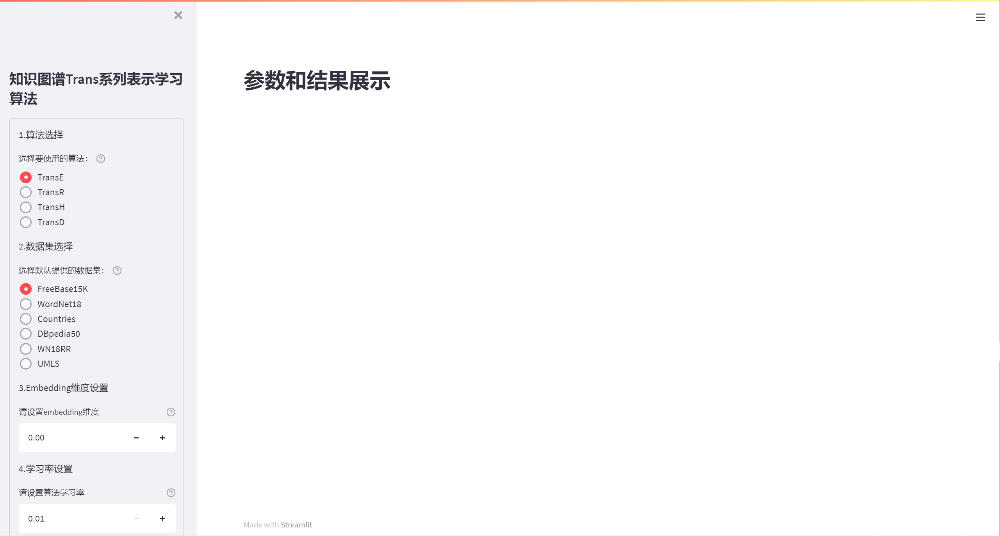 知识图谱Trans系列表示学习
算法
1.算法选择
选择要使用的算法:
TransE
TransR
TransH
TransD
2.数据集选择
选择默认提供的数据集:
FreeBase15K
WordNet18
Countries
DBpedia50
WN18RR
UMLS
3.Embedding维度设置
请设置embedding维度
0.00
4.学习率设置
请设置算法学习率
0.01
参数和结果展示
Made with Streamlit